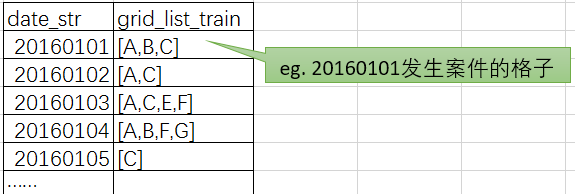 date_str grid_list_train
20160101 [A,B,C]
eg. 20160101发生案件的格子
20160102 [A,C]
20160103 [A,C,E,F]
20160104 [A,B,F,G]
20160105 [C]
......